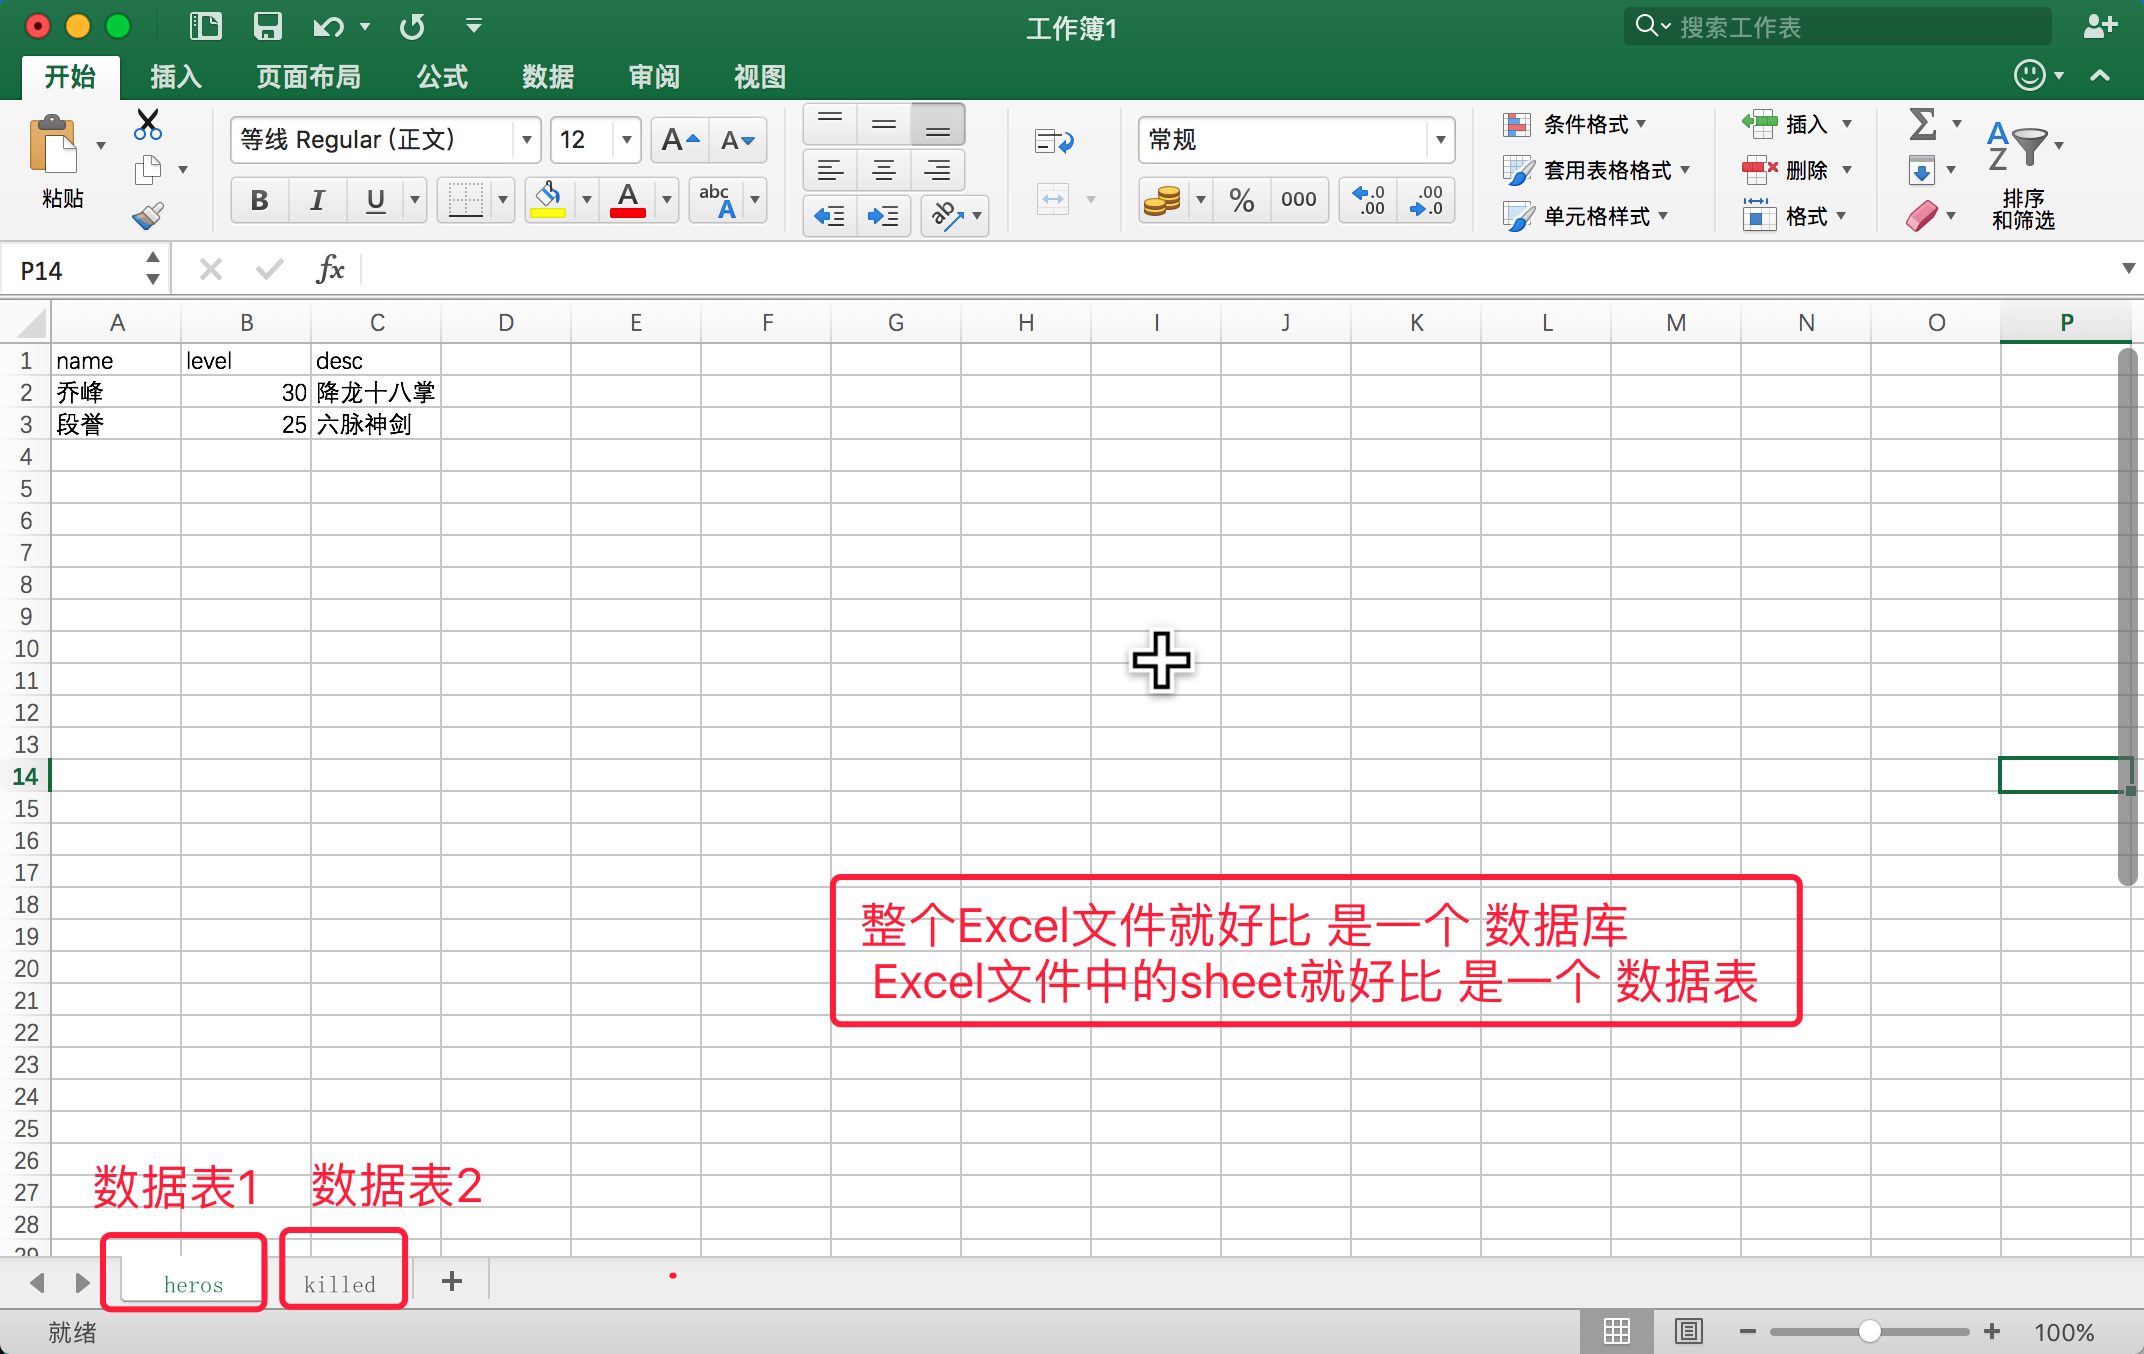 工作簿1
搜索工作表
开始 插入 页面布局 公式 数据 审阅 视图
粘贴
等线 Regular (正文) 12 A A
B I U A abc A
ab
常规
% 000 .0 .00 .00 .0
条件格式
套用表格格式
单元格样式
插入
删除
格式
Σ
A Z
排序
和筛选
P14 fx
A B C D E F G H I J K L M N O P
1 name level desc
2 乔峰 30 降龙十八掌
3 段誉 25 六脉神剑
4
5
6
7
8
9
10
11
12
13
14
15
16
17
18
19
20
21
22
23
24
25
26
27
28
29
整个Excel文件就好比 是一个 数据库
Excel文件中的sheet就好比 是一个 数据表
数据表1 数据表2
heros killed
就绪 100%